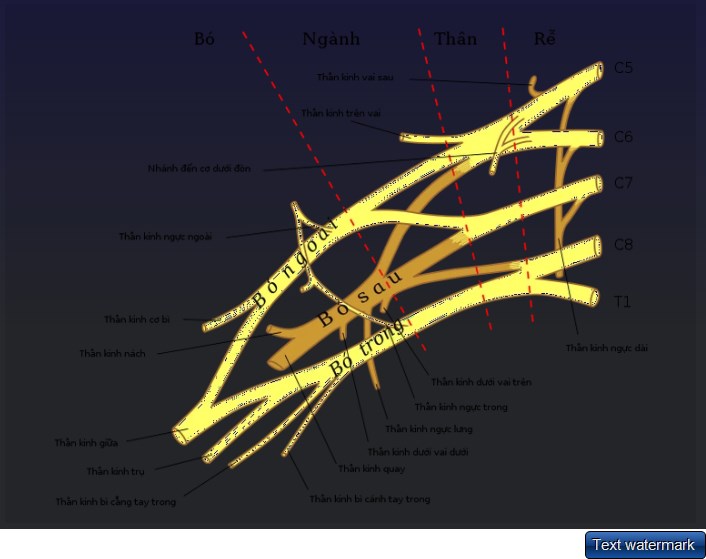 Bó Ngành Thân Rễ
C5
Thần kinh vai sau
Thần kinh trên vai
C6
Nhánh đến cơ dưới đòn
C7
Thần kinh ngực ngoài
Bó ngoài
C8
Bó sau
T1
Thần kinh cơ bì
Bó trong
Thần kinh ngực dài
Thần kinh nách
Thần kinh dưới vai trên
Thần kinh ngực trong
Thần kinh ngực lưng
Thần kinh giữa
Thần kinh dưới vai dưới
Thần kinh quay
Thần kinh trụ
Thần kinh bì cẳng tay trong
Thần kinh bì cánh tay trong
Text watermark